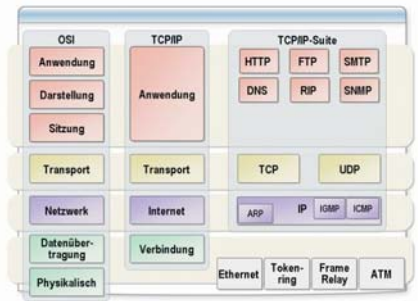 OSI
TCP/IP
TCP/IP-Suite
Anwendung
Darstellung
Sitzung
Anwendung
HTTP
FTP
SMTP
DNS
RIP
SNMP
Transport
Transport
TCP
UDP
Netzwerk
Internet
ARP
IP
IGMP
ICMP
Datenüber-
tragung
Physikalisch
Verbindung
Ethernet
Token-
ring
Frame
Relay
ATM